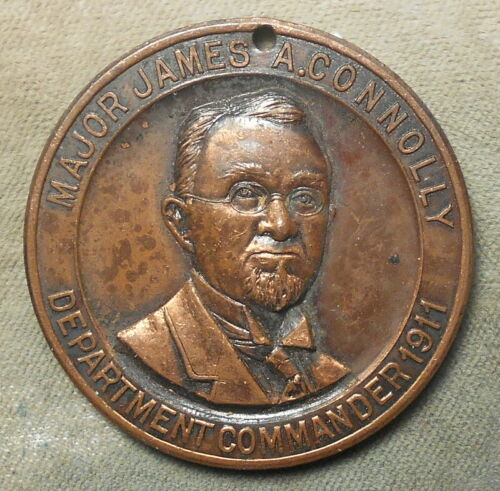 MAJOR JAMES A. CONNOLLY
DEPARTMENT COMMANDER 1911